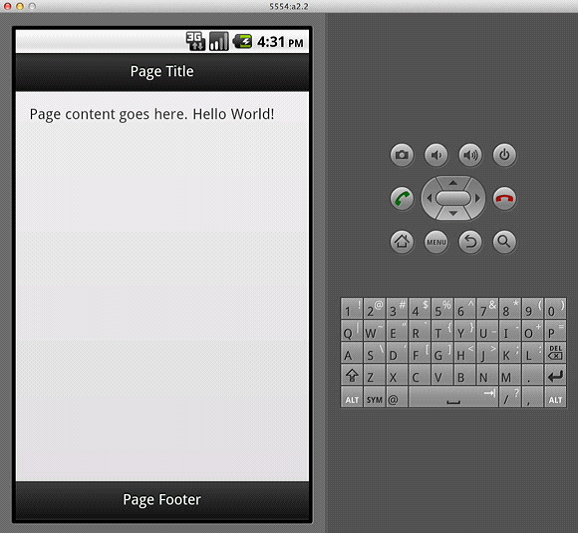 5554:a2.2
3G
4:31 PM
Page Title
Page content goes here. Hello World!
Page Footer
MENU
1 ! 2 @ 3 # 4 $ 5 % 6 ^ 7 & 8 * 9 ( 0 )
Q | W ~ E " R ` T { Y } U _ I - O + P =
A S \ D ' F [ G ] H < J > K ; L : DEL
Z X C V B N M .
ALT SYM @ / ? , ALT